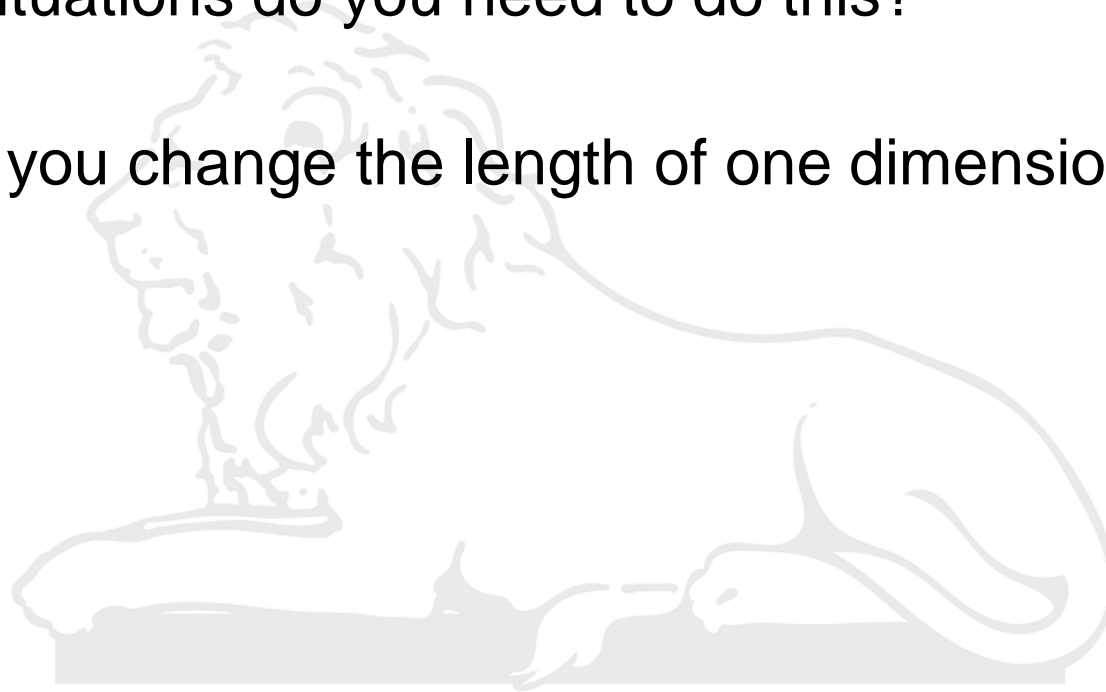 ituations do you need to do this?
you change the length of one dimensio